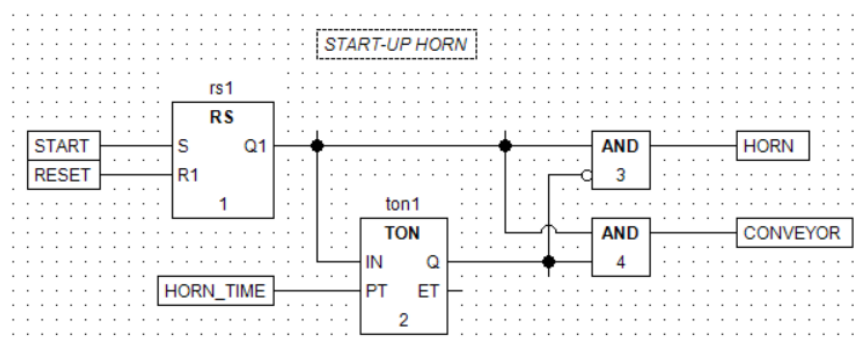 START-UP HORN
rs1
RS
START
S
Q1
AND
HORN
RESET
R1
3
1
ton1
TON
AND
CONVEYOR
IN
Q
4
HORN_TIME
PT
ET
2